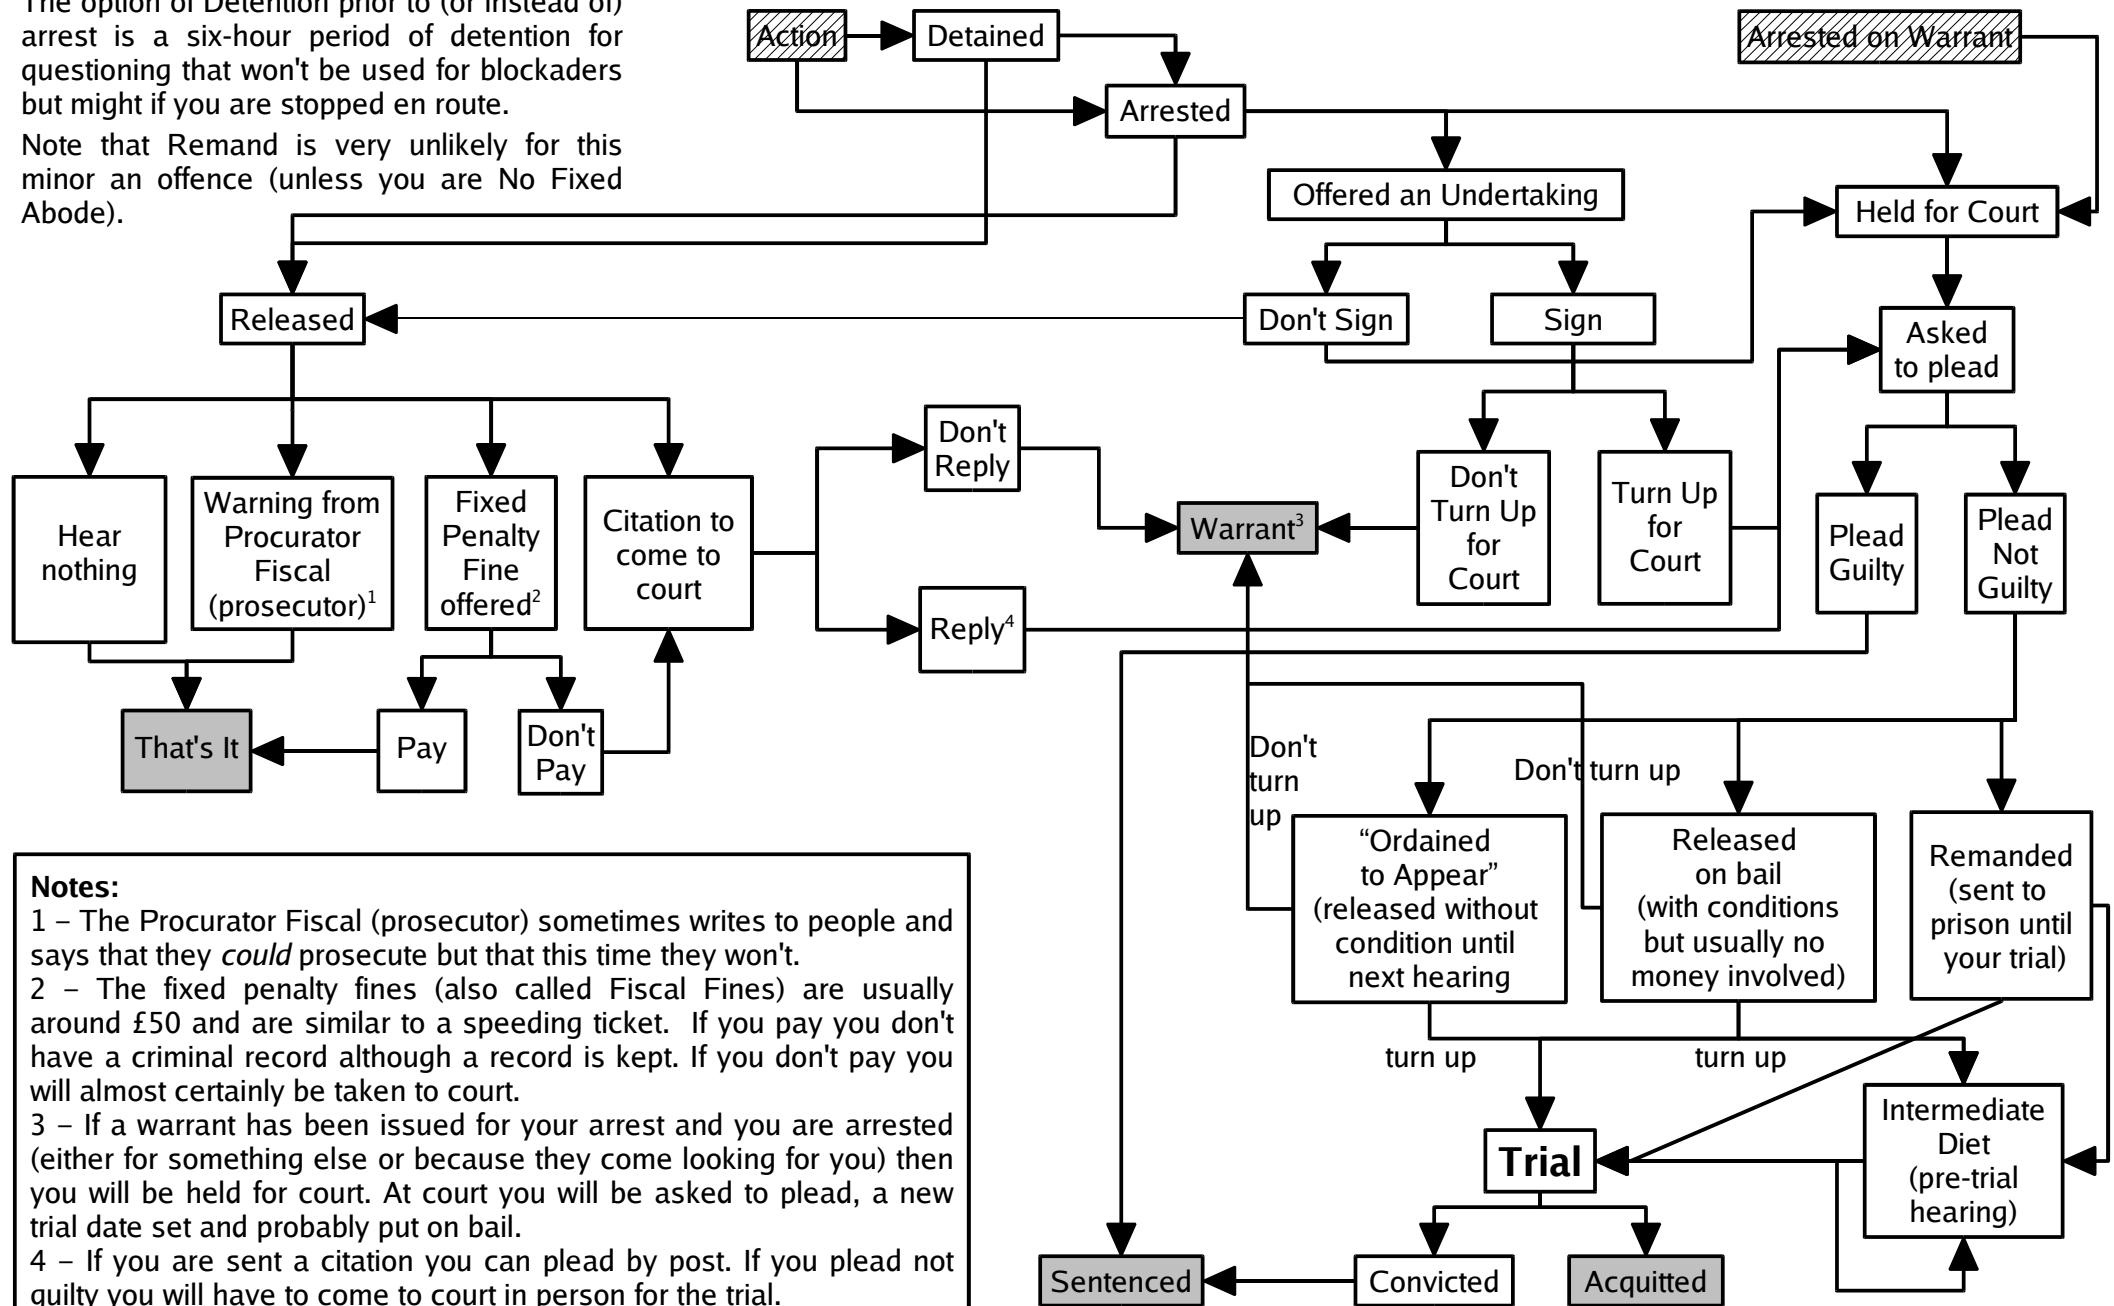 The option of Detention prior to (or instead of)
arrest is a six-hour period of detention for
questioning that won't be used for blockaders
but might if you are stopped en route.
Note that Remand is very unlikely for this
minor an offence (unless you are No Fixed
Abode).
Action
Detained
Arrested on Warrant
Arrested
Offered an Undertaking
Held for Court
Released
Don't Sign
Sign
Asked
to plead
Hear
nothing
Warning from
Procurator
Fiscal
(prosecutor)1
Fixed
Penalty
Fine
offered2
Citation to
come to
court
Don't
Reply
Reply4
Warrant3
Don't
Turn Up
for
Court
Turn Up
for
Court
Plead
Guilty
Plead
Not
Guilty
That's It
Pay
Don't
Pay
Don't
turn
up
Don't turn up
“Ordained
to Appear”
(released without
condition until
next hearing
Released
on bail
(with conditions
but usually no
money involved)
Remanded
(sent to
prison until
your trial)
turn up
turn up
Trial
Intermediate
Diet
(pre-trial
hearing)
Sentenced
Convicted
Acquitted
Notes:
1 – The Procurator Fiscal (prosecutor) sometimes writes to people and
says that they could prosecute but that this time they won't.
2 – The fixed penalty fines (also called Fiscal Fines) are usually
around £50 and are similar to a speeding ticket. If you pay you don't
have a criminal record although a record is kept. If you don't pay you
will almost certainly be taken to court.
3 – If a warrant has been issued for your arrest and you are arrested
(either for something else or because they come looking for you) then
you will be held for court. At court you will be asked to plead, a new
trial date set and probably put on bail.
4 – If you are sent a citation you can plead by post. If you plead not
guilty you will have to come to court in person for the trial.